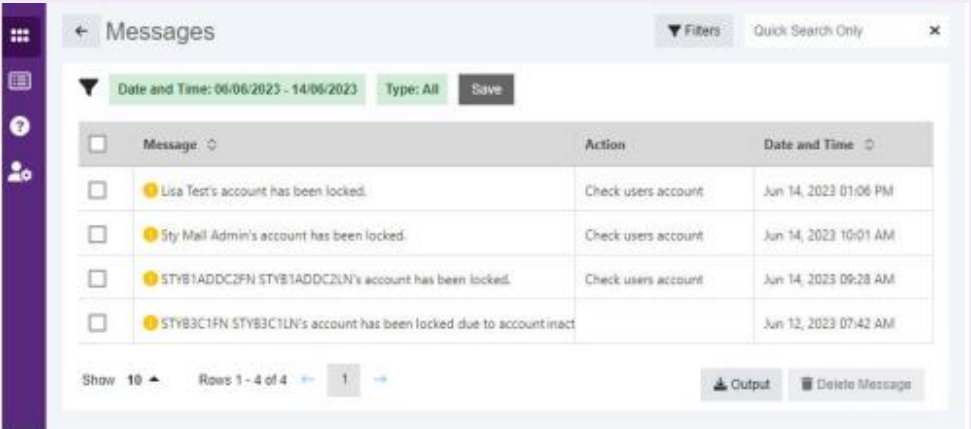 Messages Filters Quick Search Only
Date and Time: 06/06/2023 - 14/06/2023 Type: All Save
Message Action Date and Time
Lisa Test's account has been locked. Check users account Jun 14, 2023 01:06 PM
Sty Mall Admin's account has been locked. Check users account Jun 14, 2023 10:01 AM
STYB1ADDC2FN STYB1ADDC2LN's account has been locked. Check users account Jun 14, 2023 09:28 AM
STYB3C1FN STYB3C1LN's account has been locked due to account inact Jun 12, 2023 07:42 AM
Show 10 Rows 1 - 4 of 4 1 Output Delete Message